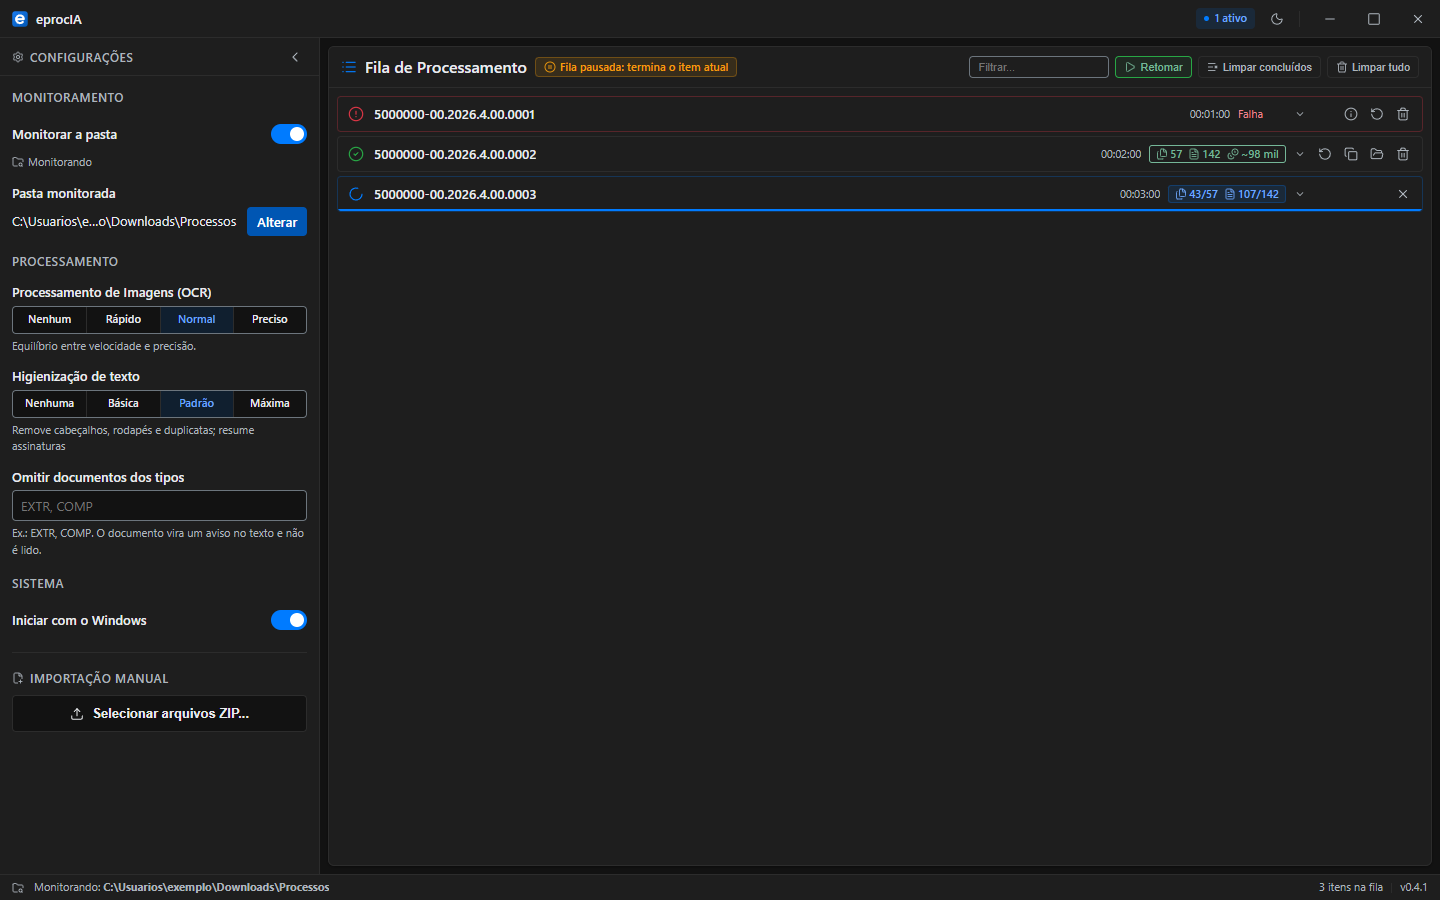 eprocIA
1 ativo
CONFIGURAÇÕES
MONITORAMENTO
Monitorar a pasta
Monitorando
Pasta monitorada
C:\Usuarios\e...o\Downloads\Processos
Alterar
PROCESSAMENTO
Processamento de Imagens (OCR)
Nenhum Rápido Normal Preciso
Equilíbrio entre velocidade e precisão.
Higienização de texto
Nenhuma Básica Padrão Máxima
Remove cabeçalhos, rodapés e duplicatas; resume
assinaturas
Omitir documentos dos tipos
EXTR, COMP
Ex.: EXTR, COMP. O documento vira um aviso no texto e não
é lido.
SISTEMA
Iniciar com o Windows
IMPORTAÇÃO MANUAL
Selecionar arquivos ZIP...
Fila de Processamento
Fila pausada: termina o item atual
Filtrar...
Retomar
Limpar concluídos
Limpar tudo
5000000-00.2026.4.00.0001 00:01:00 Falha
5000000-00.2026.4.00.0002 00:02:00 57 142 ~98 mil
5000000-00.2026.4.00.0003 00:03:00 43/57 107/142
Monitorando: C:\Usuarios\exemplo\Downloads\Processos
3 itens na fila
v0.4.1